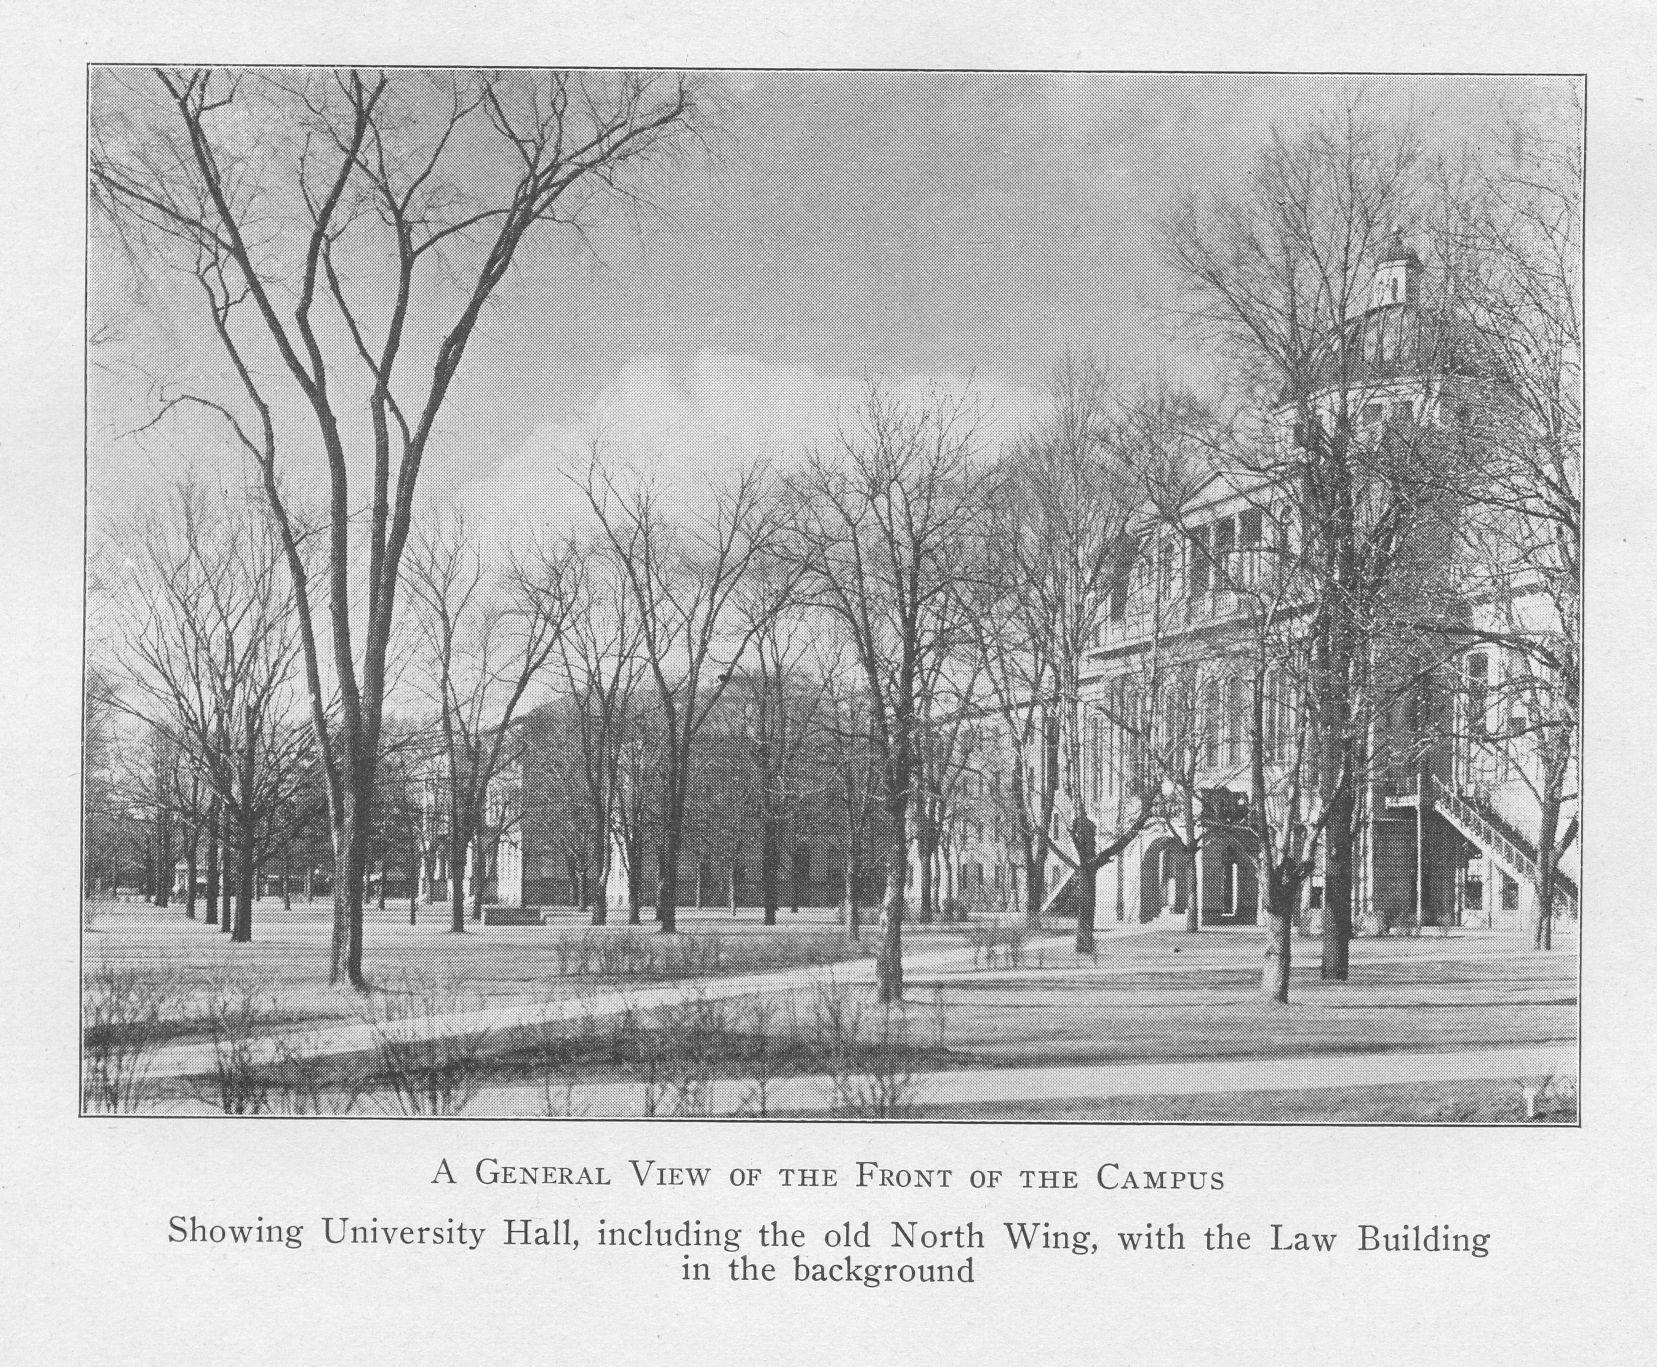 A General View of the Front of the Campus
Showing University Hall, including the old North Wing, with the Law Building
in the background